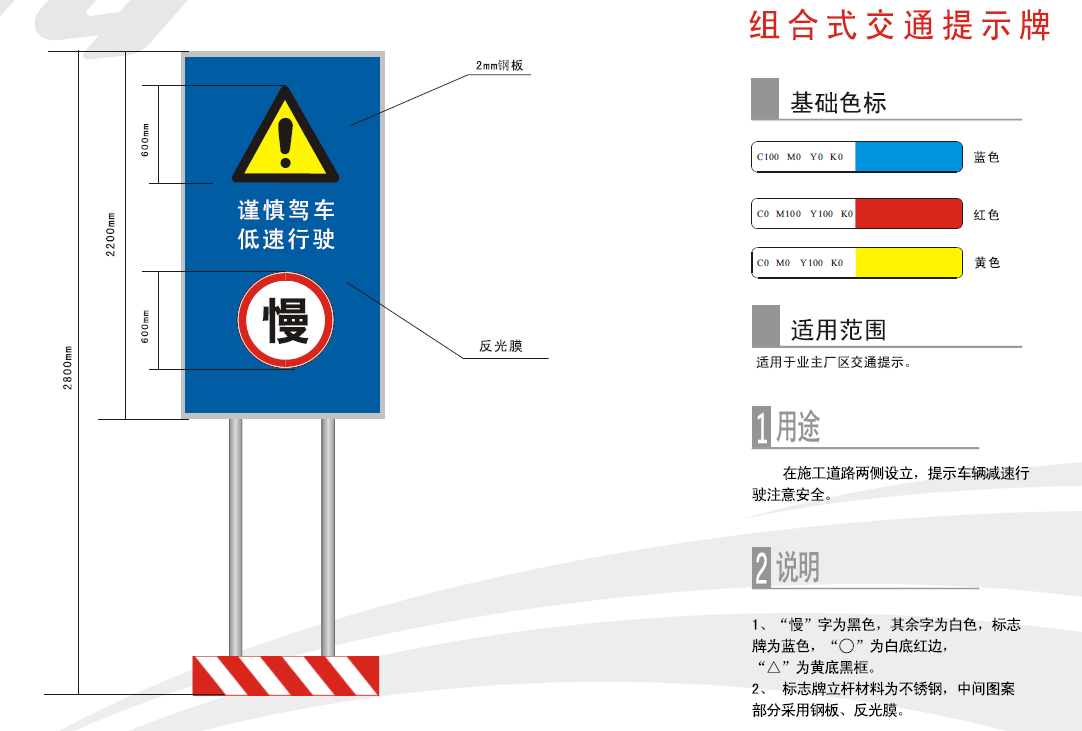 组合式交通提示牌
2mm钢板
600mm
谨慎驾车
低速行驶
2200mm
慢
600mm
反光膜
2800mm
基础色标
C100 M0 Y0 K0 蓝色
C0 M100 Y100 K0 红色
C0 M0 Y100 K0 黄色
适用范围
适用于业主厂区交通提示。
1 用途
在施工道路两侧设立，提示车辆减速行
驶注意安全。
2 说明
1、“慢”字为黑色，其余字为白色，标志
牌为蓝色，“○”为白底红边，
“△”为黄底黑框。
2、 标志牌立杆材料为不锈钢，中间图案
部分采用钢板、反光膜。